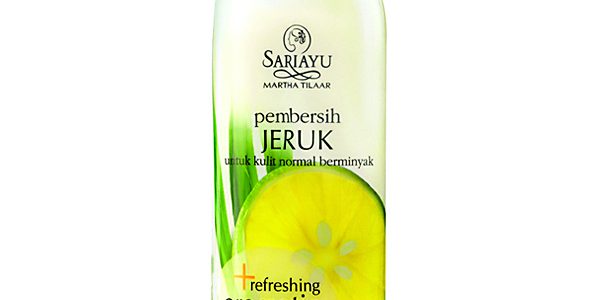 SARIAYU
MARTHA TILAAR
pembersih
JERUK
untuk kulit normal berminyak
+refreshing